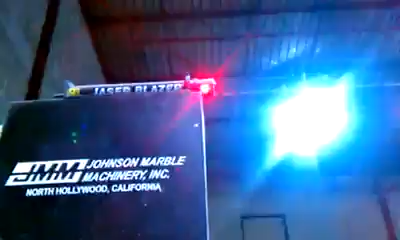 LASER BLAZER
JMM JOHNSON MARBLE
MACHINERY, INC.
NORTH HOLLYWOOD, CALIFORNIA